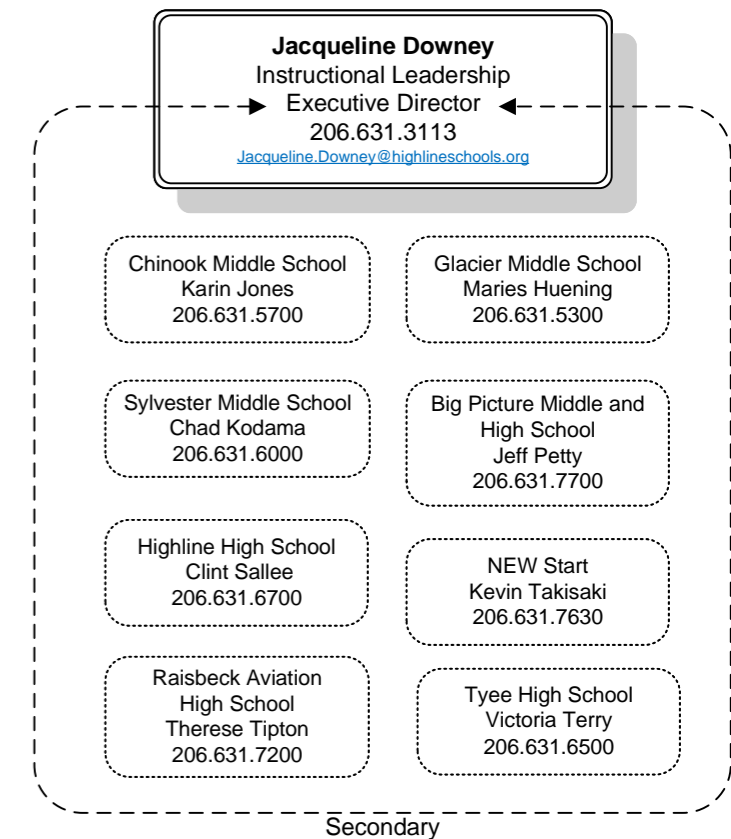 Jacqueline Downey
Instructional Leadership
Executive Director
206.631.3113
Jacqueline.Downey@highlineschools.org
Chinook Middle School
Karin Jones
206.631.5700
Glacier Middle School
Maries Huening
206.631.5300
Sylvester Middle School
Chad Kodama
206.631.6000
Big Picture Middle and
High School
Jeff Petty
206.631.7700
Highline High School
Clint Sallee
206.631.6700
NEW Start
Kevin Takisaki
206.631.7630
Raisbeck Aviation
High School
Therese Tipton
206.631.7200
Tyee High School
Victoria Terry
206.631.6500
Secondary